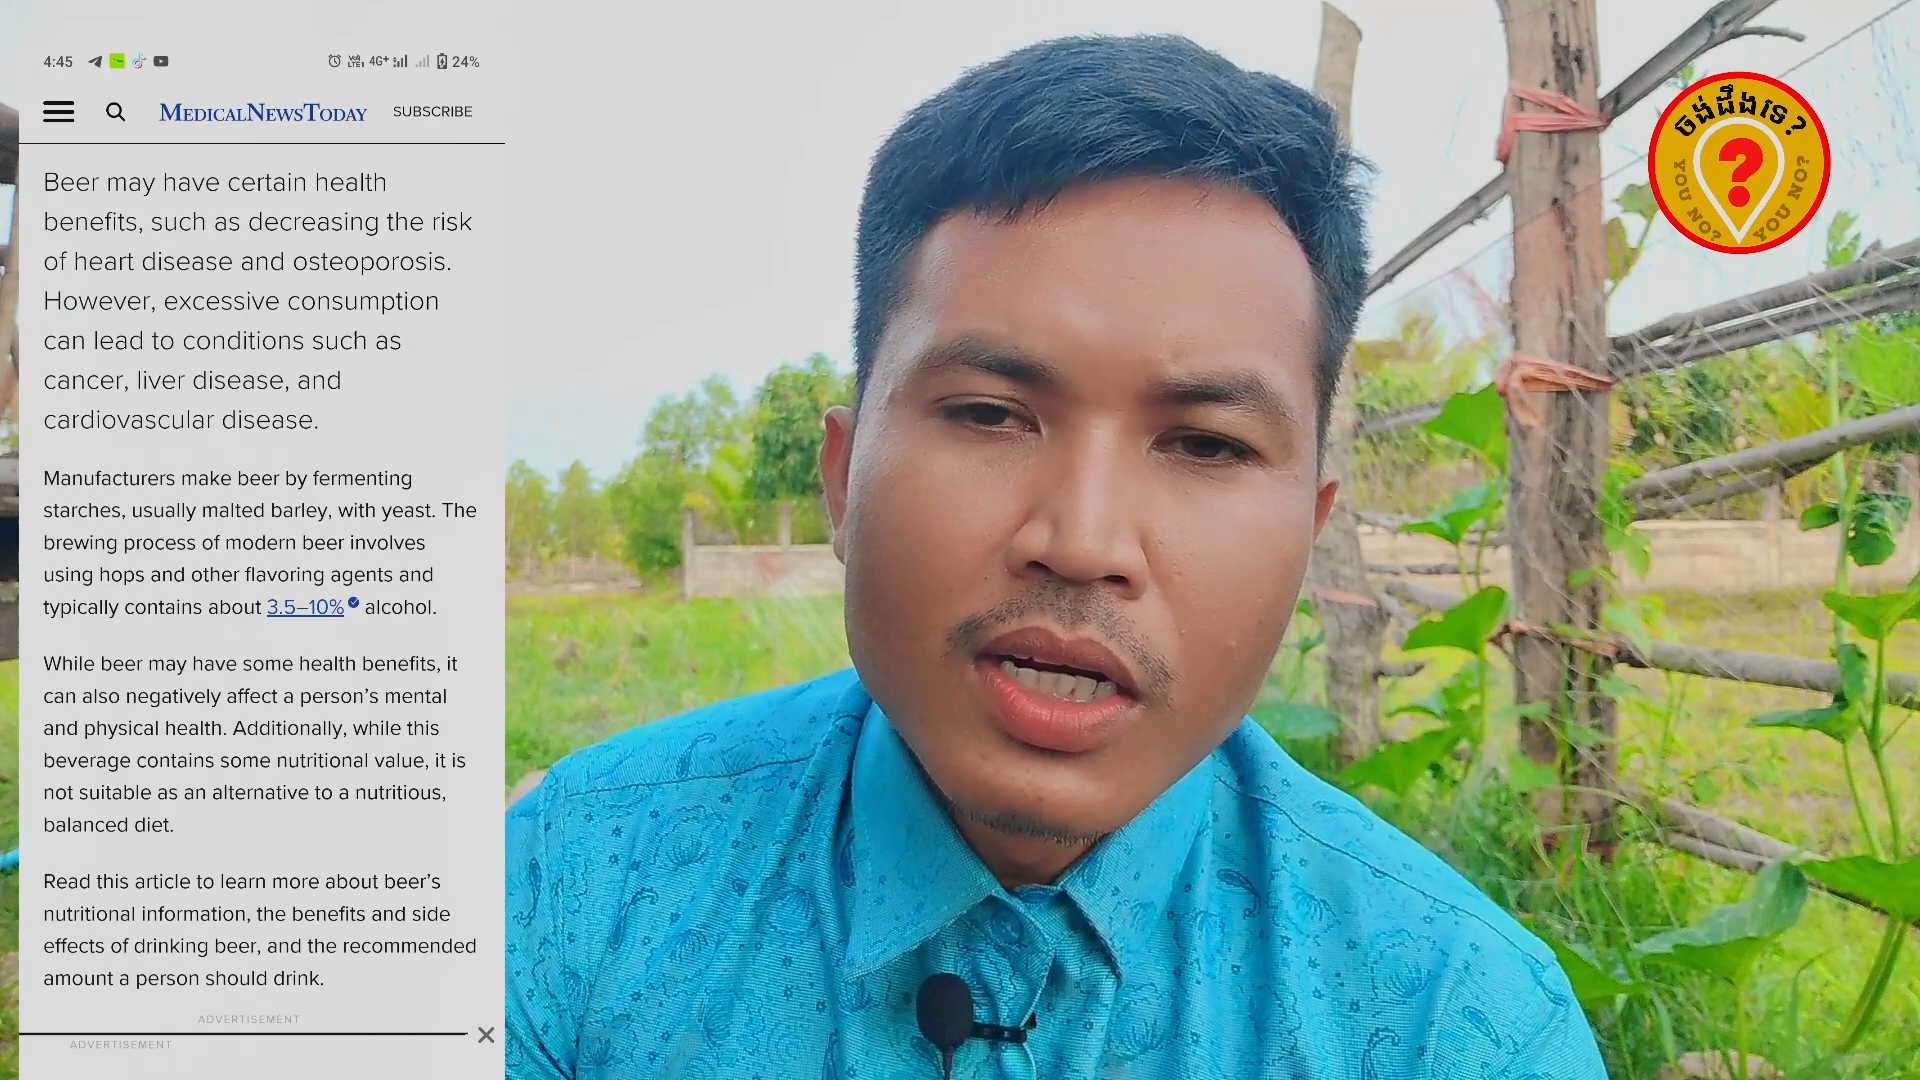 4:45
VoLTE1 4G+ 24%
MEDICALNEWSTODAY SUBSCRIBE
Beer may have certain health
benefits, such as decreasing the risk
of heart disease and osteoporosis.
However, excessive consumption
can lead to conditions such as
cancer, liver disease, and
cardiovascular disease.
Manufacturers make beer by fermenting
starches, usually malted barley, with yeast. The
brewing process of modern beer involves
using hops and other flavoring agents and
typically contains about 3.5–10% alcohol.
While beer may have some health benefits, it
can also negatively affect a person’s mental
and physical health. Additionally, while this
beverage contains some nutritional value, it is
not suitable as an alternative to a nutritious,
balanced diet.
Read this article to learn more about beer’s
nutritional information, the benefits and side
effects of drinking beer, and the recommended
amount a person should drink.
ADVERTISEMENT
ADVERTISEMENT
ចង់ដឹងទេ?
?
YOU NO?
YOU NO?